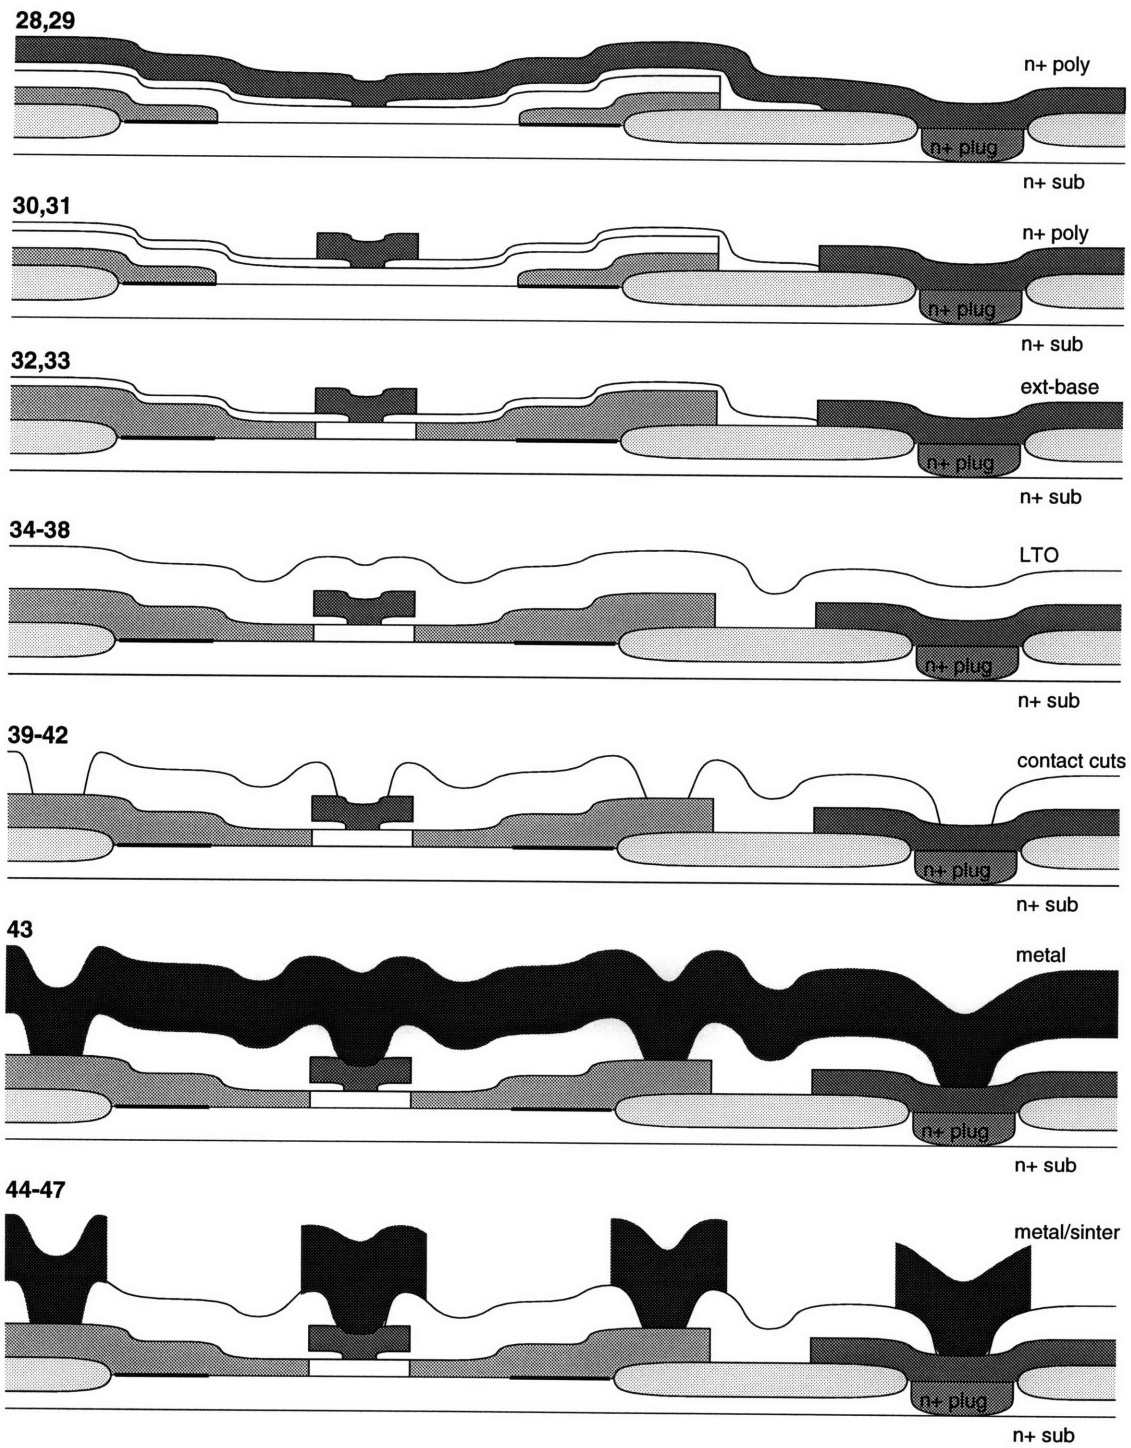 28,29
n+ poly
n+ plug
n+ sub
30,31
n+ poly
n+ plug
n+ sub
32,33
ext-base
n+ plug
n+ sub
34-38
LTO
n+ plug
n+ sub
39-42
contact cuts
n+ plug
n+ sub
43
metal
n+ plug
n+ sub
44-47
metal/sinter
n+ plug
n+ sub